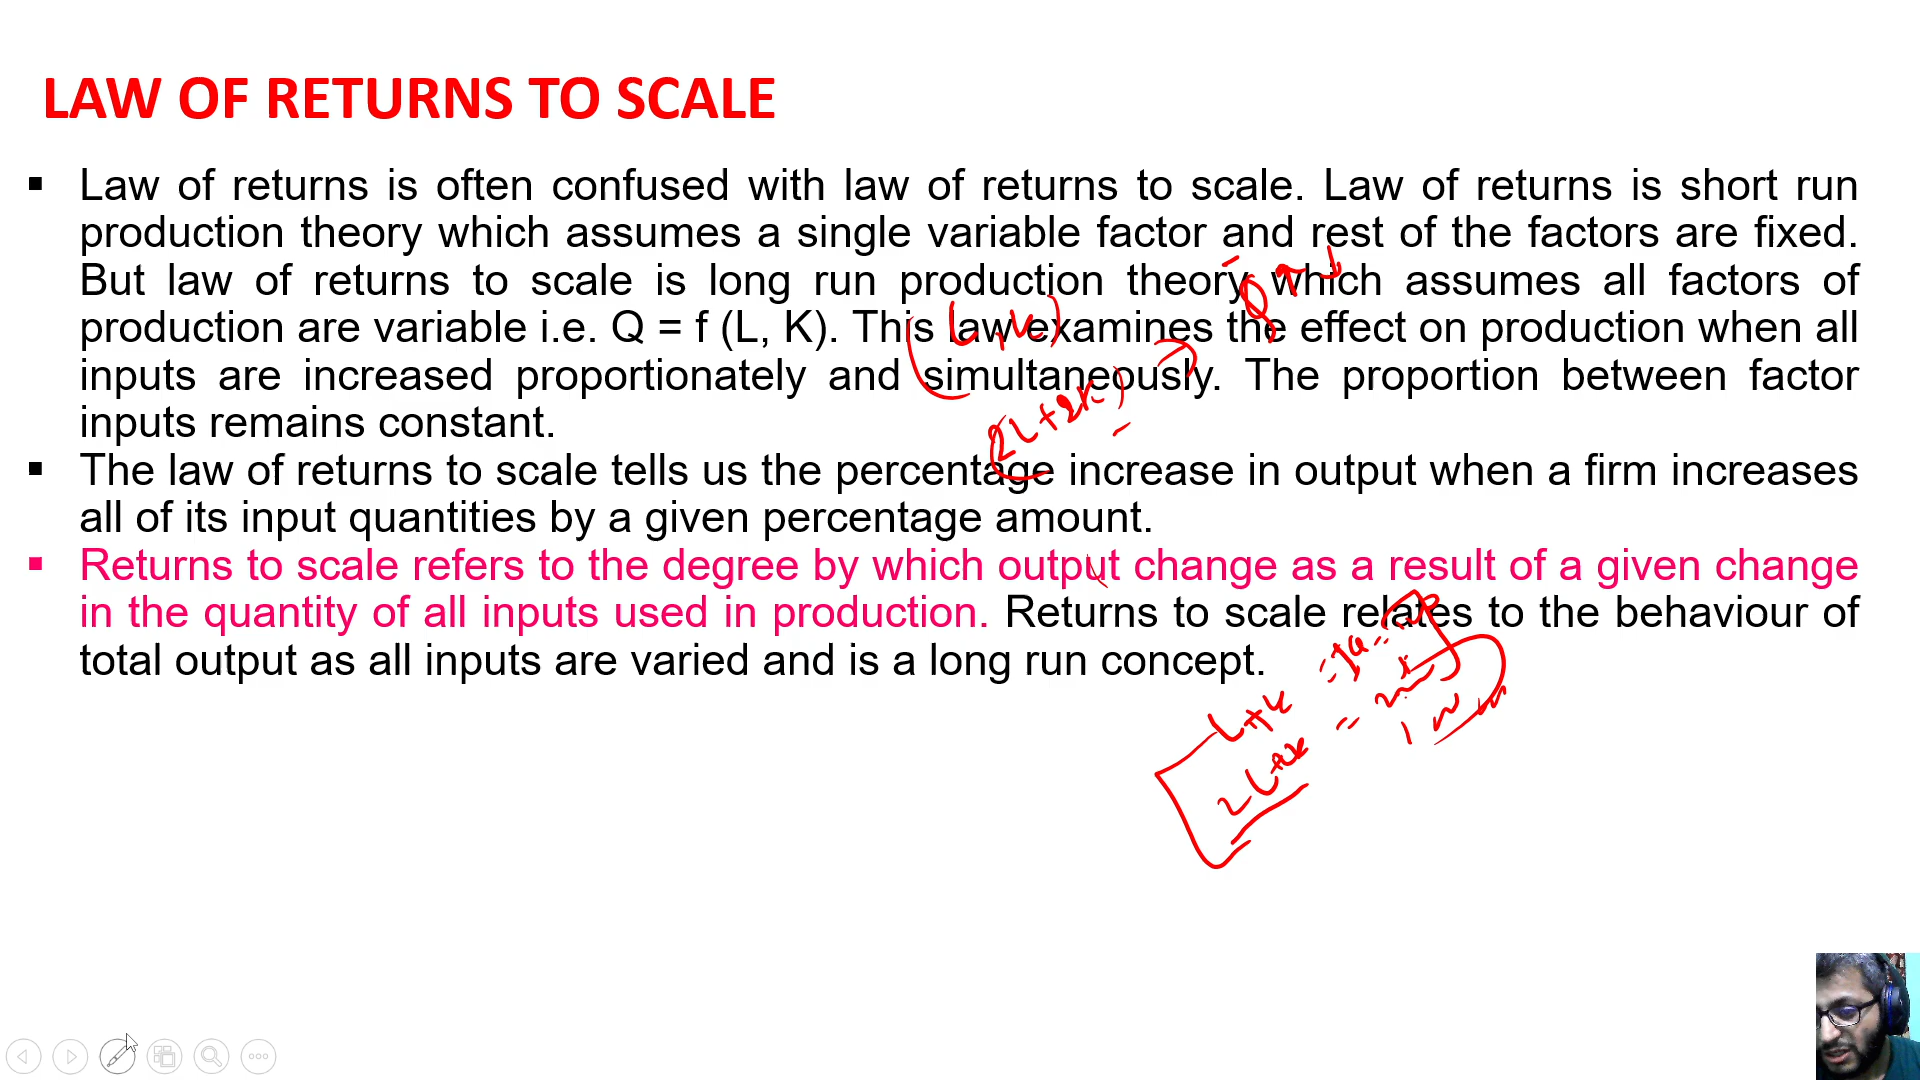 LAW OF RETURNS TO SCALE
▪ Law of returns is often confused with law of returns to scale. Law of returns is short run
production theory which assumes a single variable factor and rest of the factors are fixed.
But law of returns to scale is long run production theory which assumes all factors of
production are variable i.e. Q = f (L, K). This law examines the effect on production when all
inputs are increased proportionately and simultaneously. The proportion between factor
inputs remains constant.
▪ The law of returns to scale tells us the percentage increase in output when a firm increases
all of its input quantities by a given percentage amount.
▪ Returns to scale refers to the degree by which output change as a result of a given change
in the quantity of all inputs used in production. Returns to scale relates to the behaviour of
total output as all inputs are varied and is a long run concept.
(L+K)
(2L+2K)
L+K
2L+2K